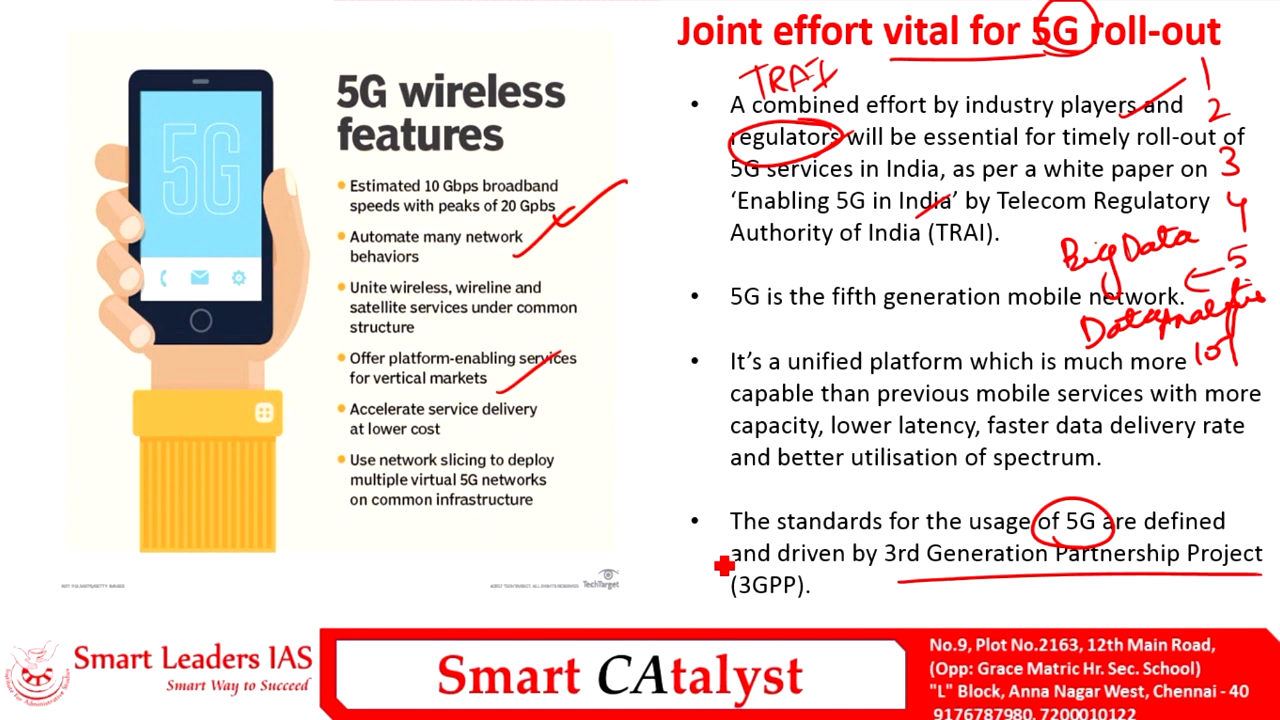 Joint effort vital for 5G roll-out
5G
5G wireless
features
Estimated 10 Gbps broadband
speeds with peaks of 20 Gpbs
Automate many network
behaviors
Unite wireless, wireline and
satellite services under common
structure
Offer platform-enabling services
for vertical markets
Accelerate service delivery
at lower cost
Use network slicing to deploy
multiple virtual 5G networks
on common infrastructure
TechTarget
TRAI
• A combined effort by industry players and
regulators will be essential for timely roll-out of
5G services in India, as per a white paper on
‘Enabling 5G in India’ by Telecom Regulatory
Authority of India (TRAI).
1
2
3
4
5
Big Data
Data Analytics
• 5G is the fifth generation mobile network.
• It’s a unified platform which is much more
capable than previous mobile services with more
capacity, lower latency, faster data delivery rate
and better utilisation of spectrum.
• The standards for the usage of 5G are defined
and driven by 3rd Generation Partnership Project
(3GPP).
Smart Leaders IAS
Smart Way to Succeed
Smart CAtalyst
No.9, Plot No.2163, 12th Main Road,
(Opp: Grace Matric Hr. Sec. School)
"L" Block, Anna Nagar West, Chennai - 40
9176787980, 7200010122